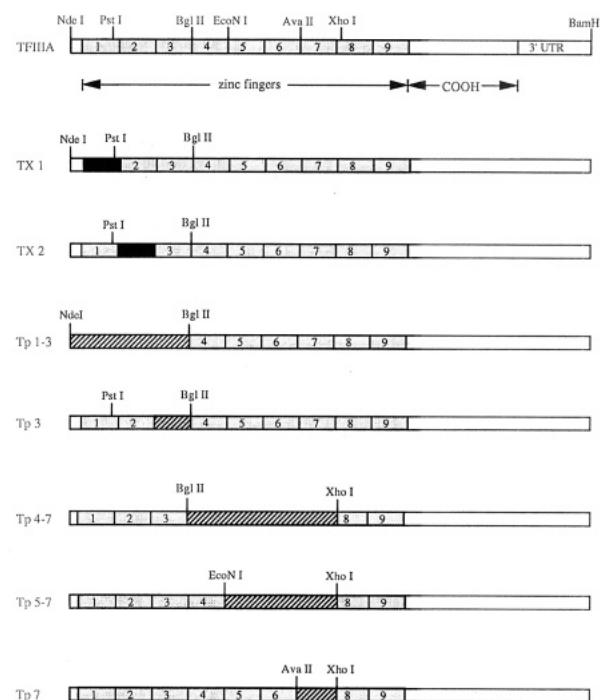 Nde I Pst I Bgl II EcoN I Ava II Xho I BamH
TFIIIA 1 2 3 4 5 6 7 8 9 3' UTR
zinc fingers COOH
Nde I Pst I Bgl II
TX 1 2 3 4 5 6 7 8 9
Pst I Bgl II
TX 2 1 3 4 5 6 7 8 9
NdeI Bgl II
Tp 1-3 4 5 6 7 8 9
Pst I Bgl II
Tp 3 1 2 4 5 6 7 8 9
Bgl II Xho I
Tp 4-7 1 2 3 8 9
EcoN I Xho I
Tp 5-7 1 2 3 4 8 9
Ava II Xho I
Tp 7 1 2 3 4 5 6 8 9